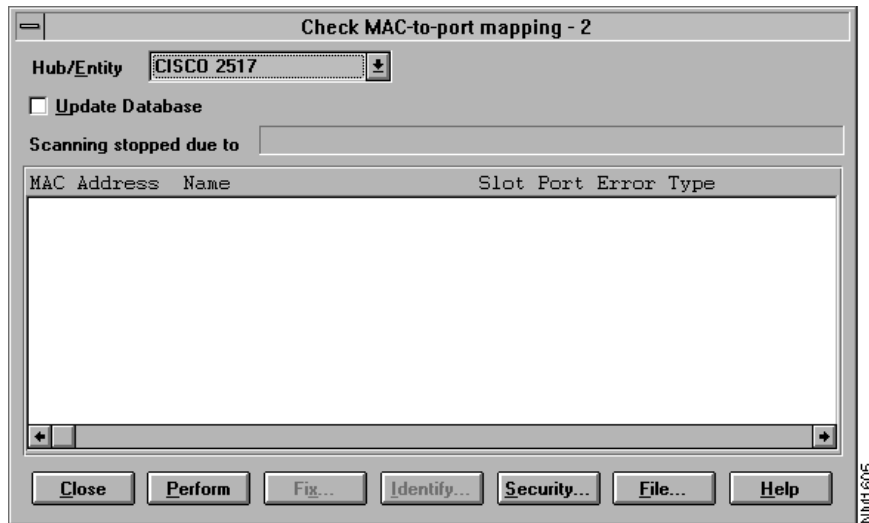 Check MAC-to-port mapping - 2
Hub/Entity CISCO 2517
Update Database
Scanning stopped due to
MAC Address Name Slot Port Error Type
Close Perform Fix... Identify... Security... File... Help
NM1605